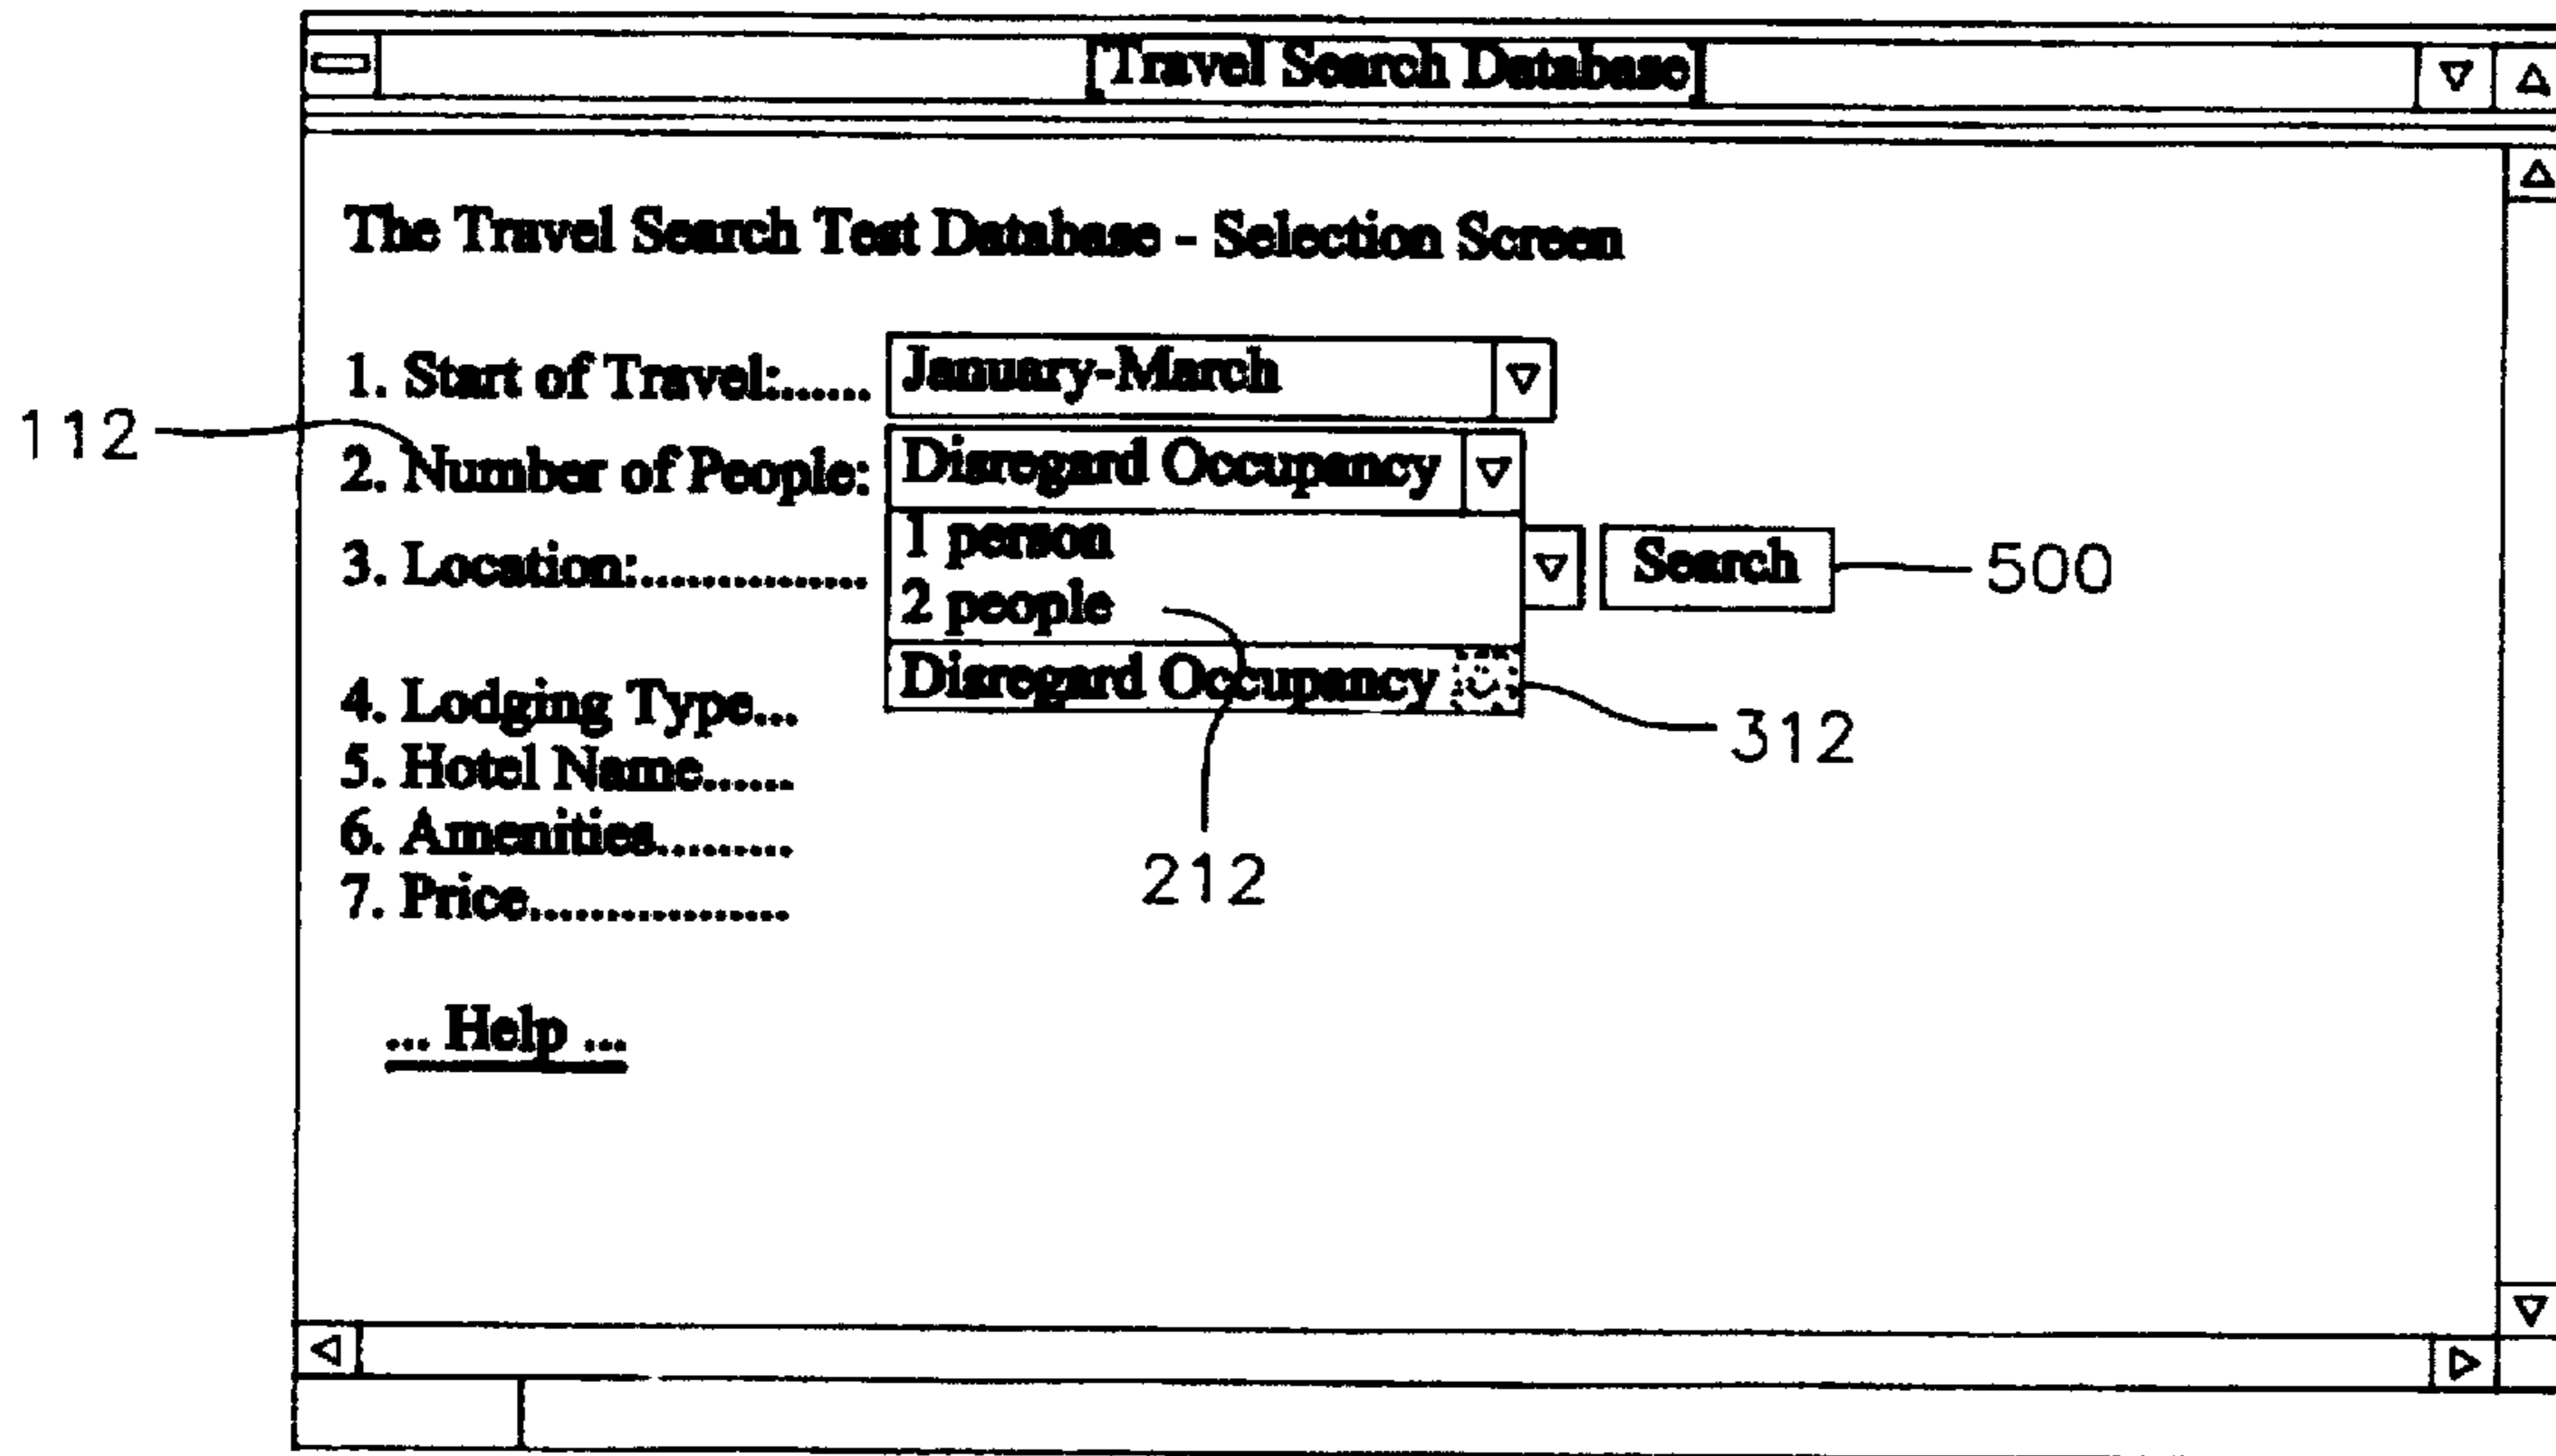 Travel Search Database
The Travel Search Test Database - Selection Screen
1. Start of Travel:...... January-March
112
2. Number of People: Disregard Occupancy
1 person
3. Location:............... Search 500
2 people
Disregard Occupancy
4. Lodging Type...
312
5. Hotel Name......
6. Amenities.........
212
7. Price.................
... Help ...